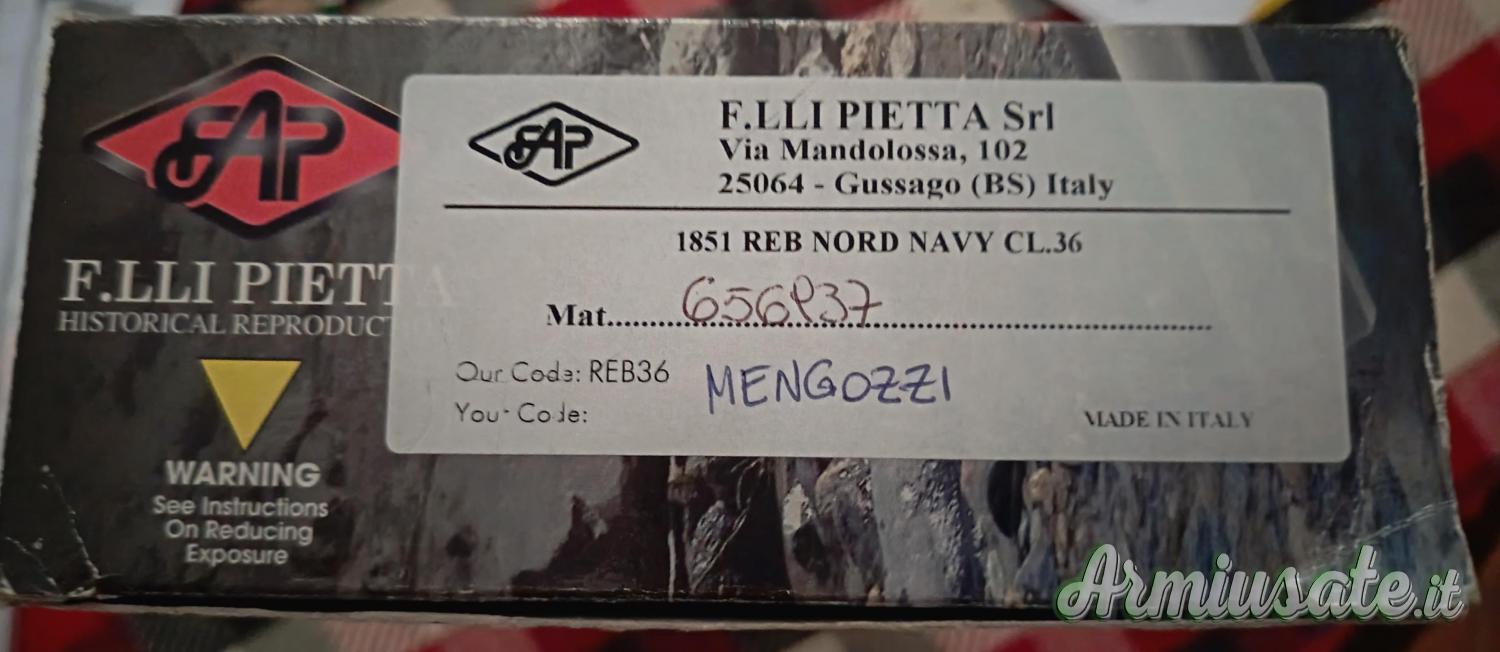 FAP
F.LLI PIETTA
HISTORICAL REPRODUC
WARNING
See Instructions
On Reducing
Exposure
FAP
F.LLI PIETTA Srl
Via Mandolossa, 102
25064 - Gussago (BS) Italy
1851 REB NORD NAVY CL.36
Mat. 656937
Our Code: REB36 MENGOZZI
Your Code:
MADE IN ITALY
Armiusate.it